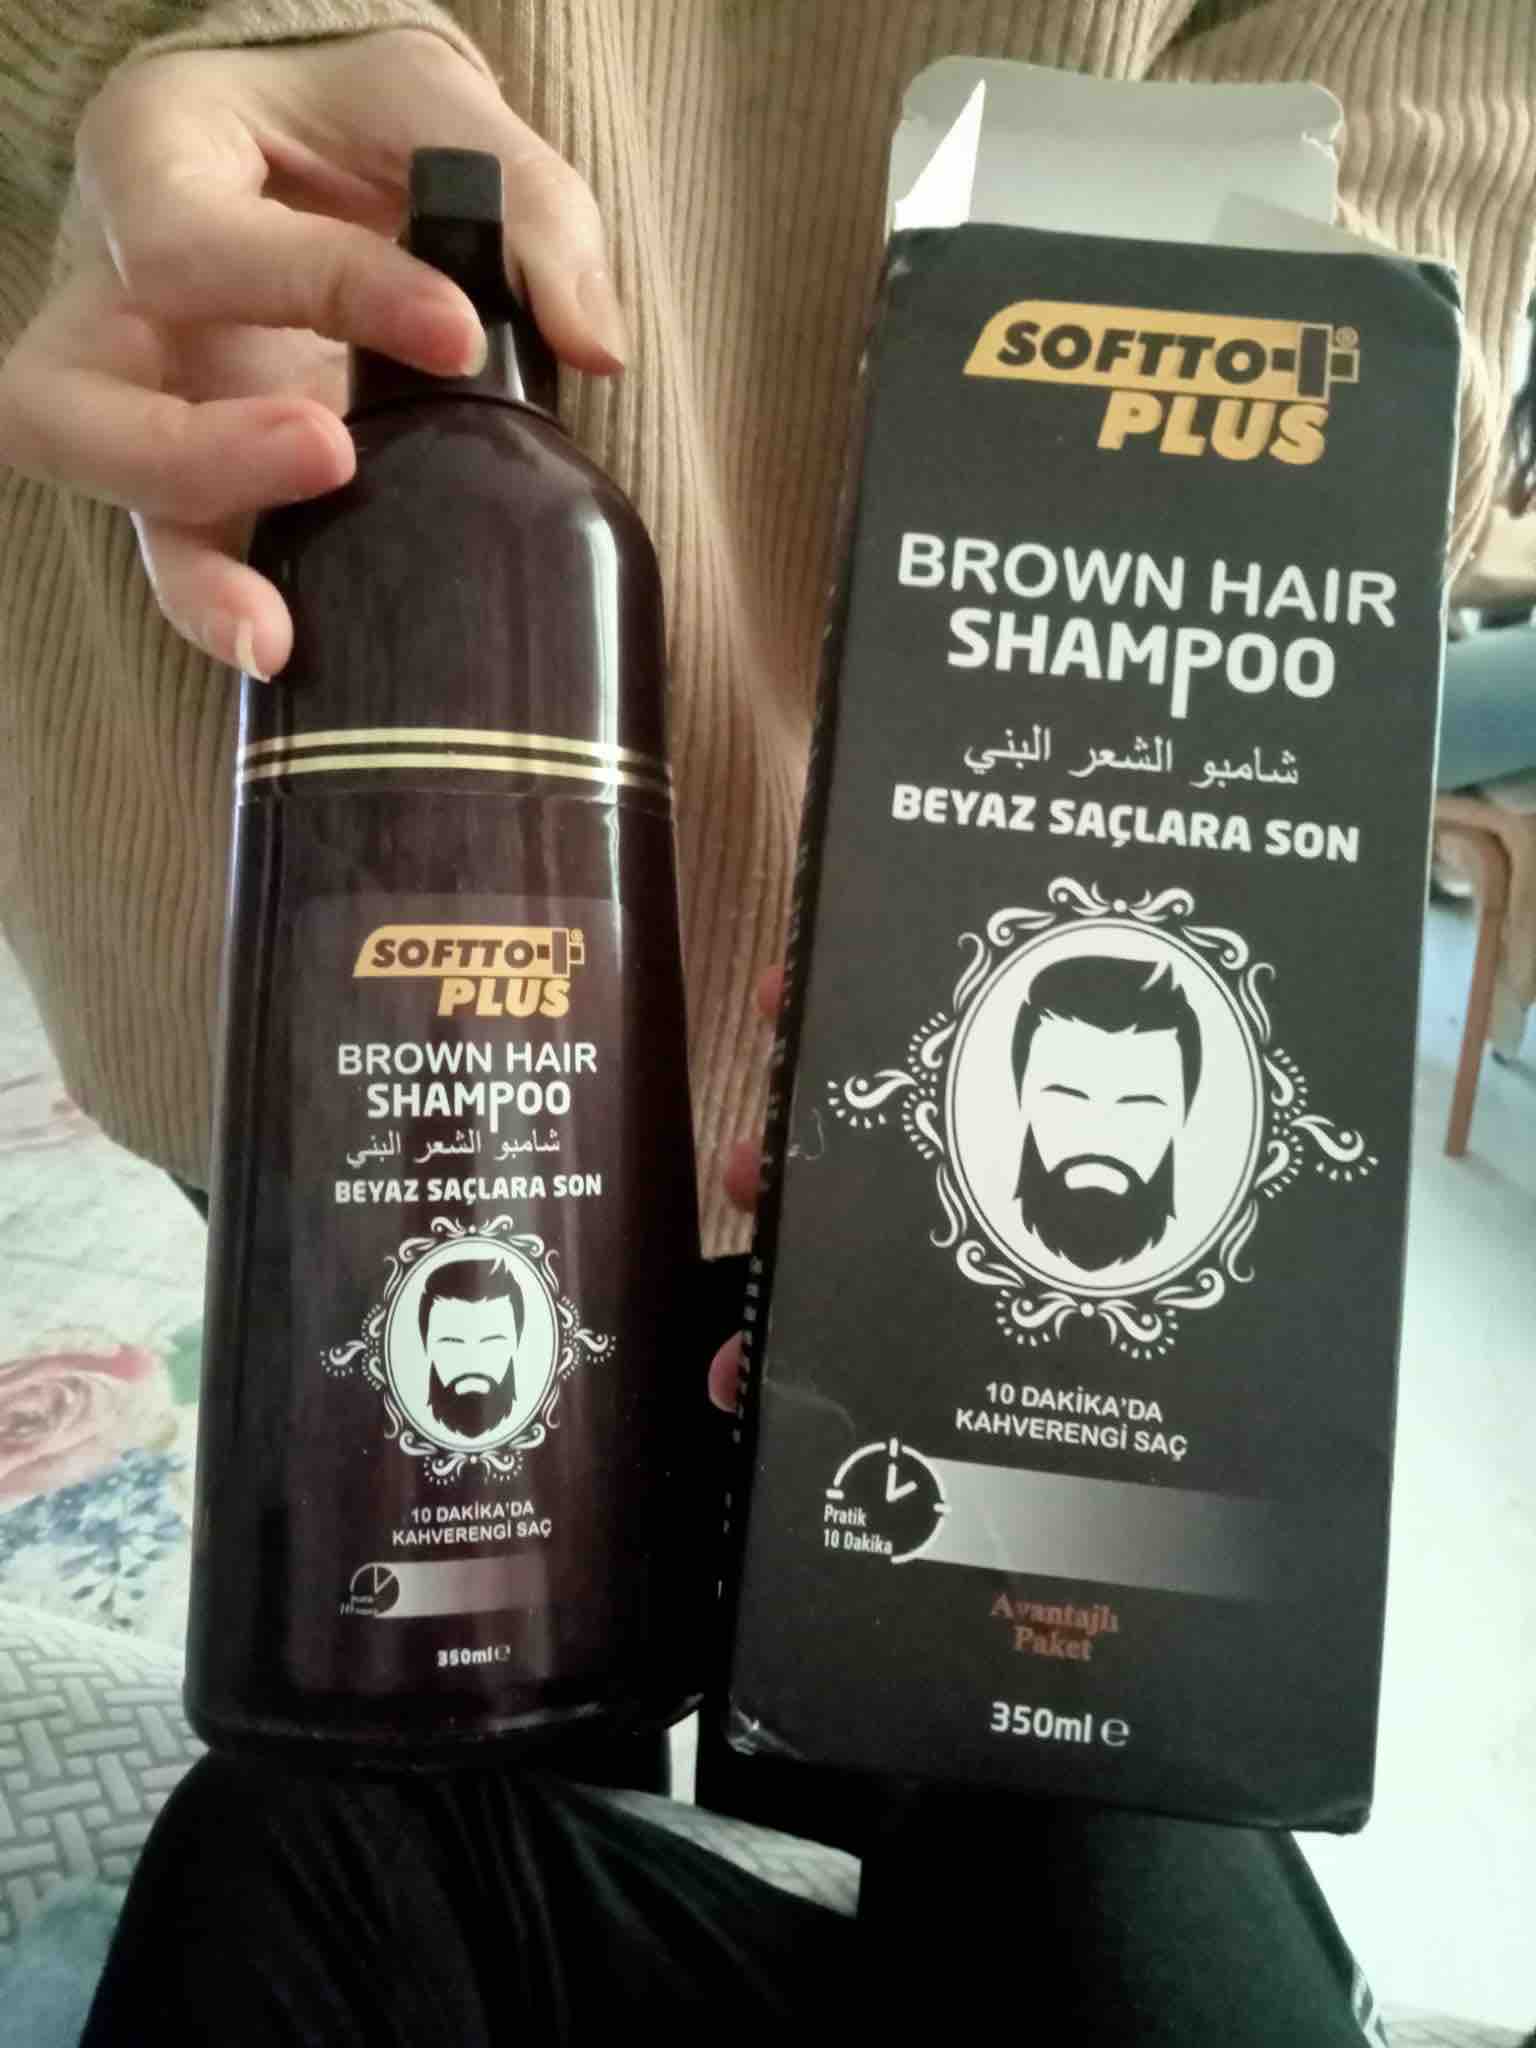 SOFTTO+®
PLUS
BROWN HAIR
SHAMPOO
شامبو الشعر البني
BEYAZ SAÇLARA SON
10 DAKİKA'DA
KAHVERENGİ SAÇ
350ml ℮
SOFTTO+®
PLUS
BROWN HAIR
SHAMPOO
شامبو الشعر البني
BEYAZ SAÇLARA SON
10 DAKİKA'DA
KAHVERENGİ SAÇ
Pratik
10 Dakika
Avantajlı
Paket
350ml ℮